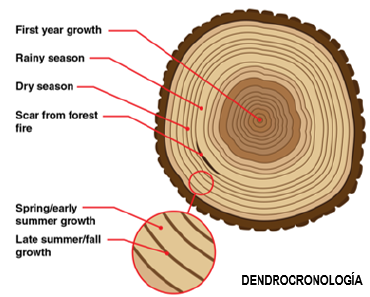 First year growth
Rainy season
Dry season
Scar from forest
fire
Spring/early
summer growth
Late summer/fall
growth
DENDROCRONOLOGÍA